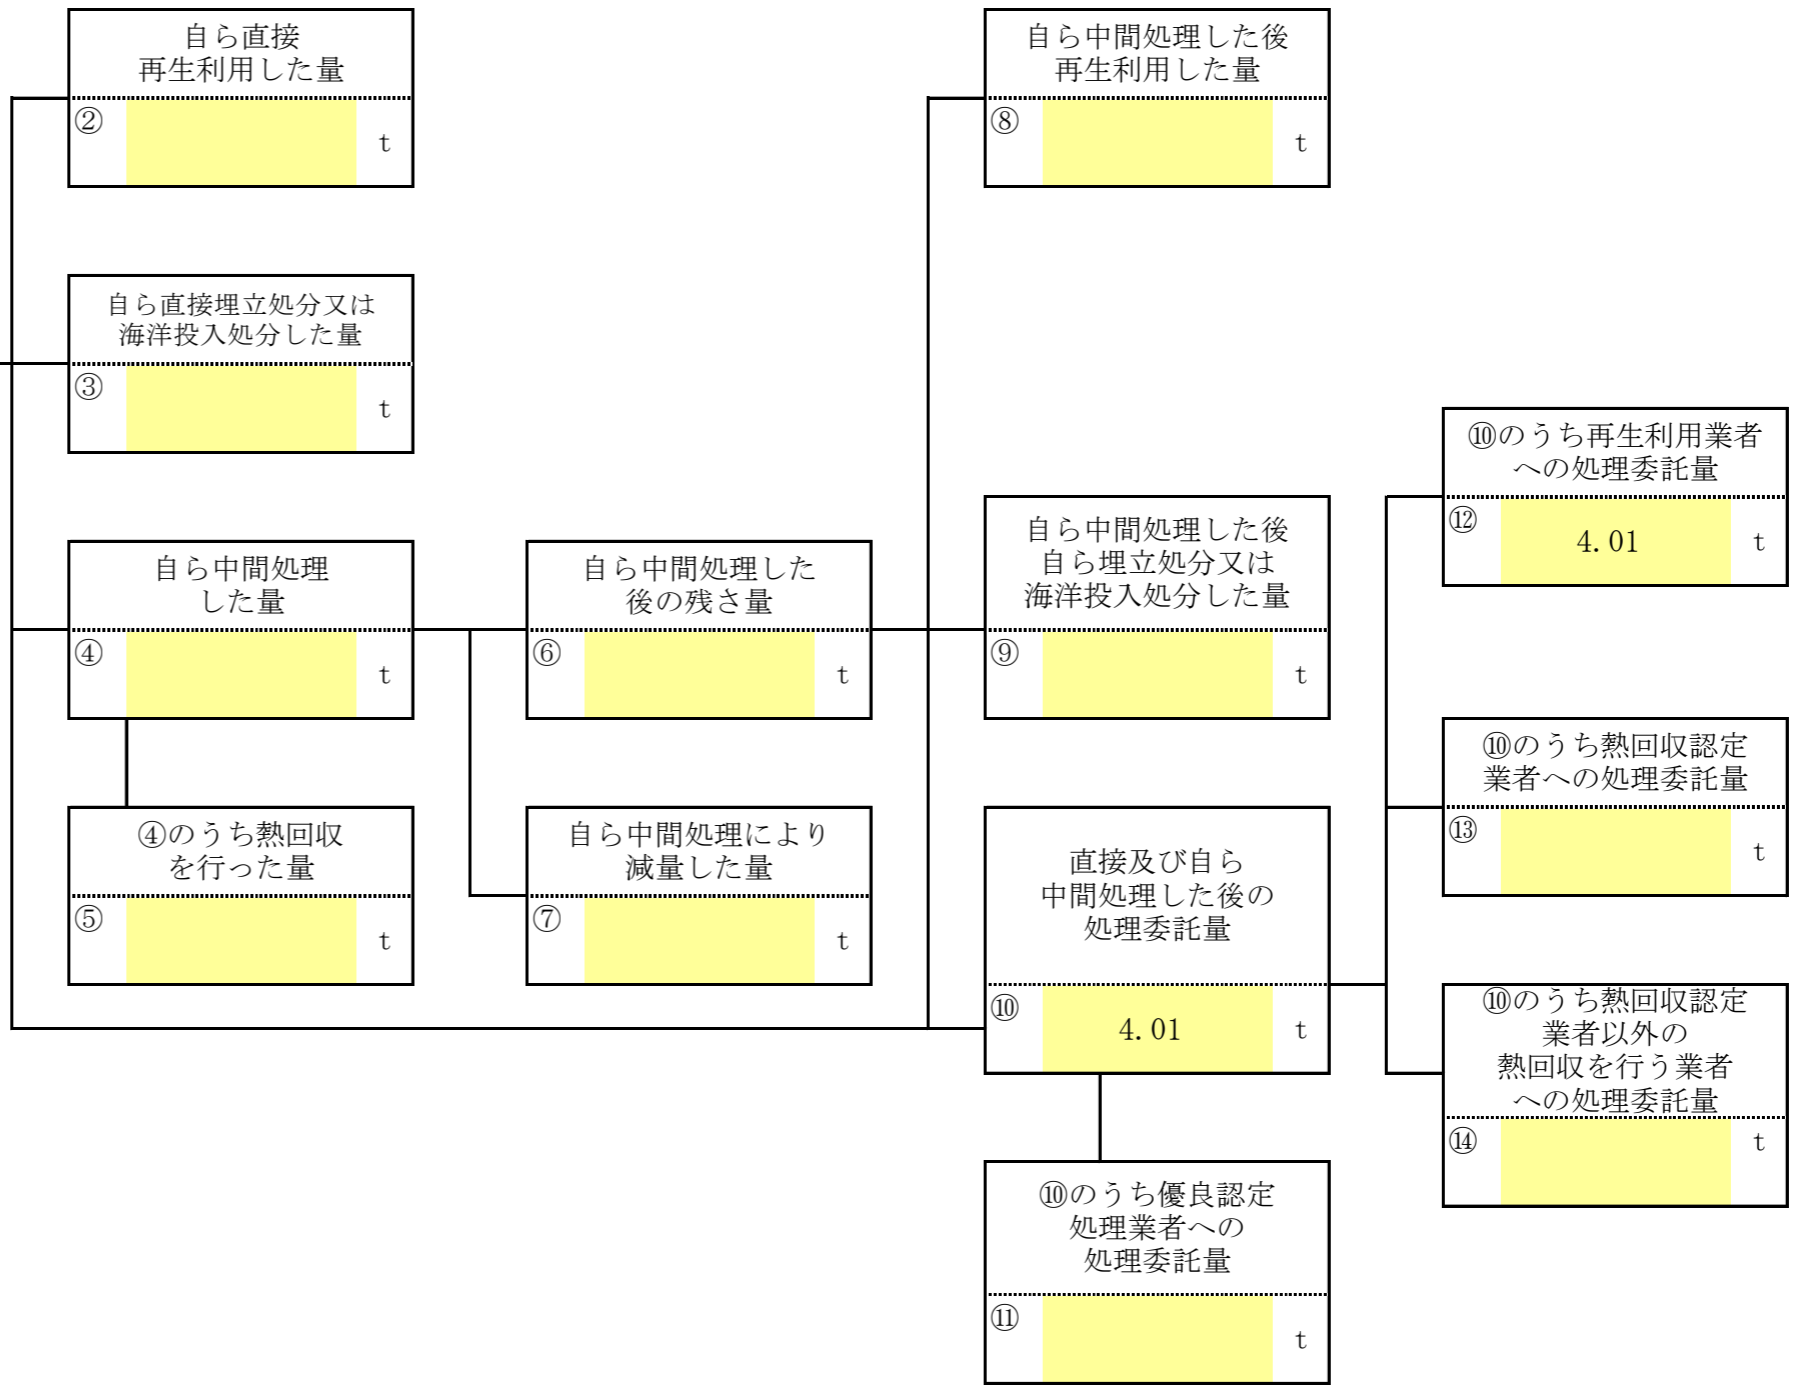 自ら直接
再生利用した量
②
t
自ら中間処理した後
再生利用した量
⑧
t
自ら直接埋立処分又は
海洋投入処分した量
③
t
⑩のうち再生利用業者
への処理委託量
⑫
4.01
t
自ら中間処理
した量
④
t
自ら中間処理した
後の残さ量
⑥
t
自ら中間処理した後
自ら埋立処分又は
海洋投入処分した量
⑨
t
⑩のうち熱回収認定
業者への処理委託量
⑬
t
④のうち熱回収
を行った量
⑤
t
自ら中間処理により
減量した量
⑦
t
直接及び自ら
中間処理した後の
処理委託量
⑩
4.01
t
⑩のうち熱回収認定
業者以外の
熱回収を行う業者
への処理委託量
⑭
t
⑩のうち優良認定
処理業者への
処理委託量
⑪
t